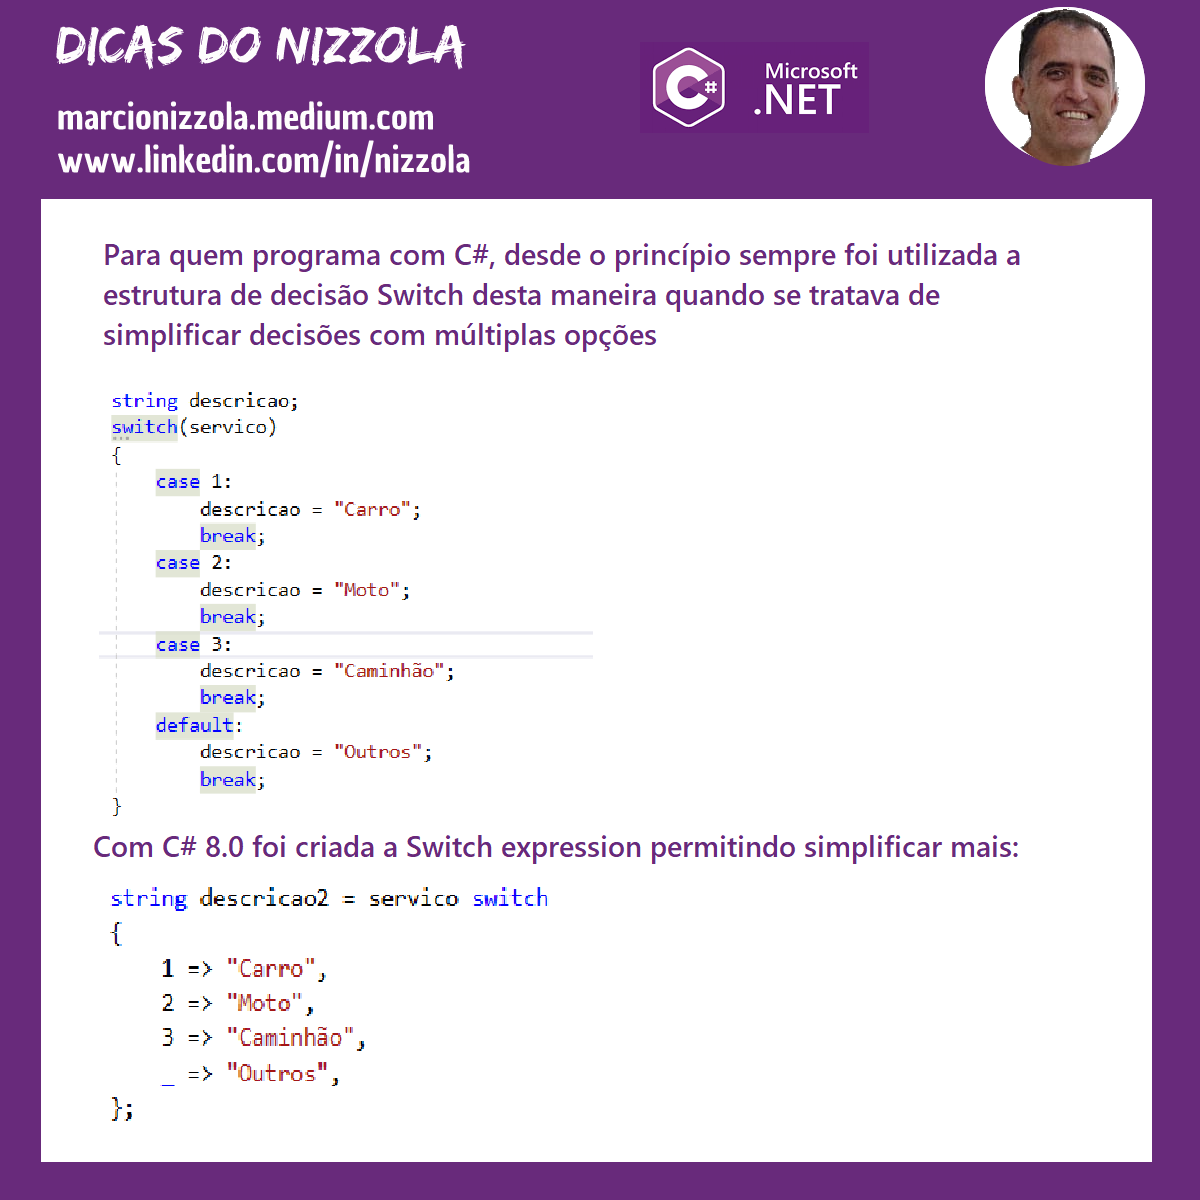 DICAS DO NIZZOLA
marcionizzola.medium.com
www.linkedin.com/in/nizzola
C#
Microsoft
.NET
Para quem programa com C#, desde o princípio sempre foi utilizada a
estrutura de decisão Switch desta maneira quando se tratava de
simplificar decisões com múltiplas opções
string descricao;
switch(servico)
{
    case 1:
        descricao = "Carro";
        break;
    case 2:
        descricao = "Moto";
        break;
    case 3:
        descricao = "Caminhão";
        break;
    default:
        descricao = "Outros";
        break;
}
Com C# 8.0 foi criada a Switch expression permitindo simplificar mais:
string descricao2 = servico switch
{
    1 => "Carro",
    2 => "Moto",
    3 => "Caminhão",
    _ => "Outros",
};